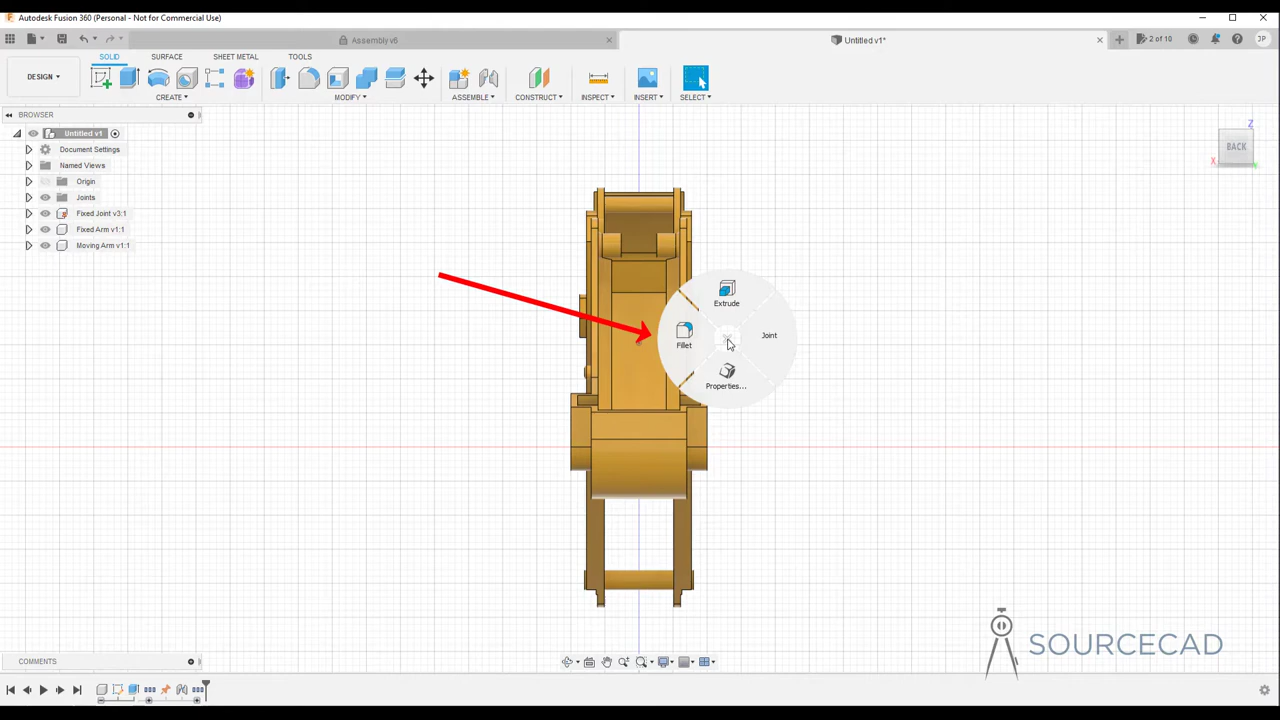 Autodesk Fusion 360 (Personal - Not for Commercial Use)
Assembly v6
Untitled v1*
2 of 10
JP
DESIGN
SOLID
SURFACE
SHEET METAL
TOOLS
CREATE
MODIFY
ASSEMBLE
CONSTRUCT
INSPECT
INSERT
SELECT
BROWSER
Untitled v1
Document Settings
Named Views
Origin
Joints
Fixed Joint v3:1
Fixed Arm v1:1
Moving Arm v1:1
Z
BACK
X
Y
Extrude
Joint
Fillet
Properties...
SOURCECAD
COMMENTS